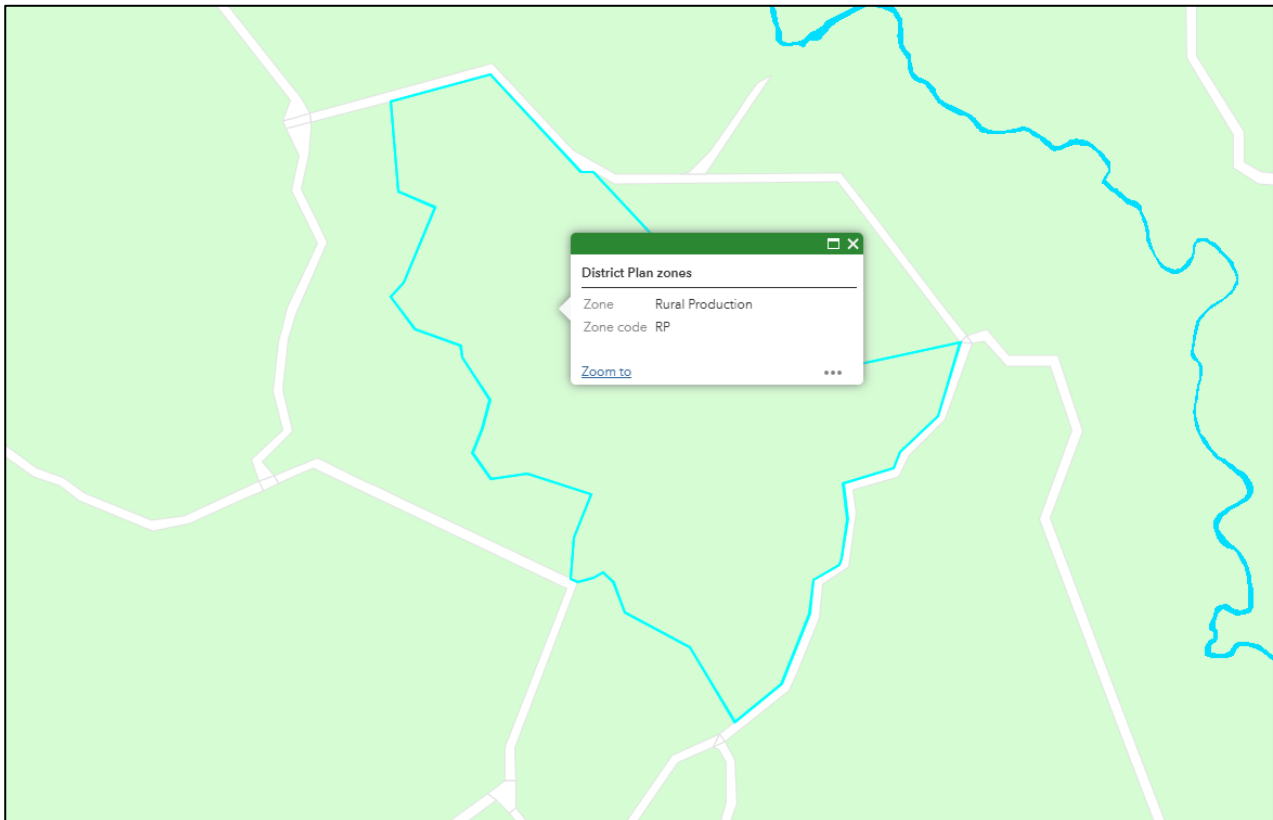 District Plan zones
Zone Rural Production
Zone code RP
Zoom to